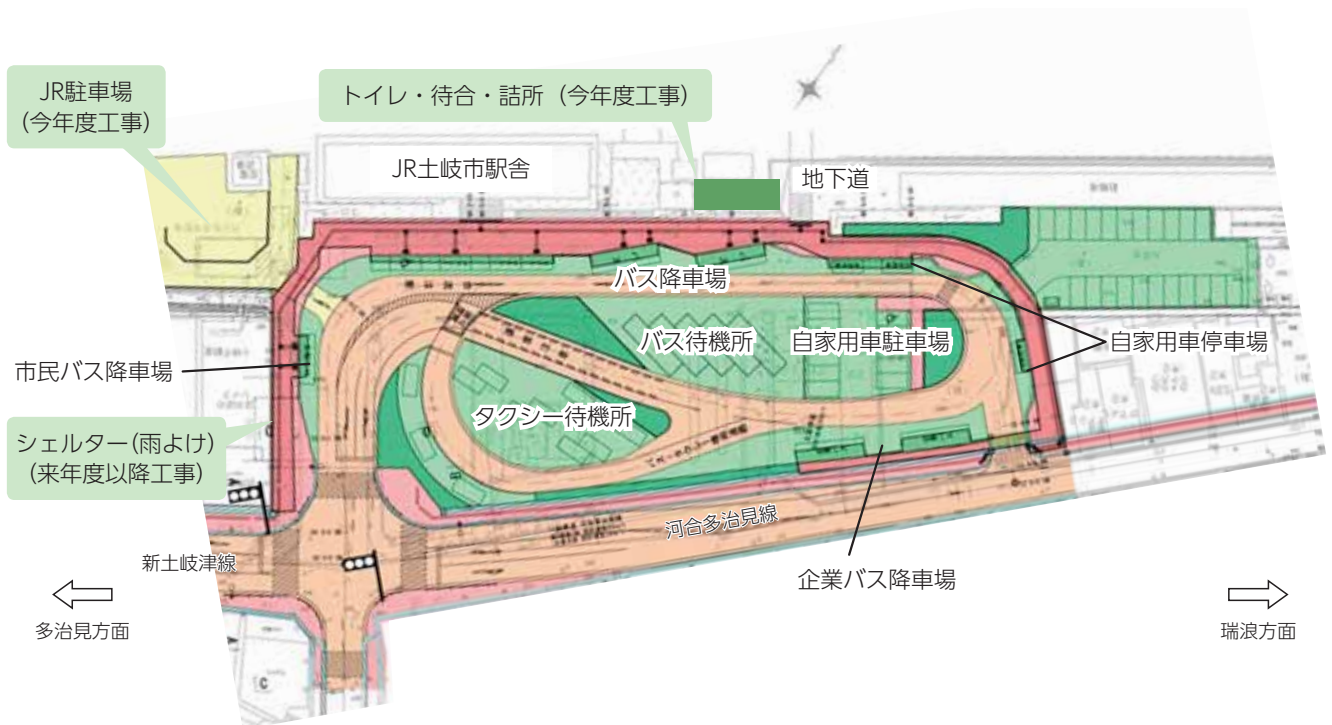 JR駐車場
(今年度工事)
トイレ・待合・詰所（今年度工事）
JR土岐市駅舎
地下道
バス降車場
バス待機所
自家用車駐車場
自家用車停車場
市民バス降車場
タクシー待機所
シェルター(雨よけ)
(来年度以降工事)
河合多治見線
新土岐津線
企業バス降車場
多治見方面
瑞浪方面
C